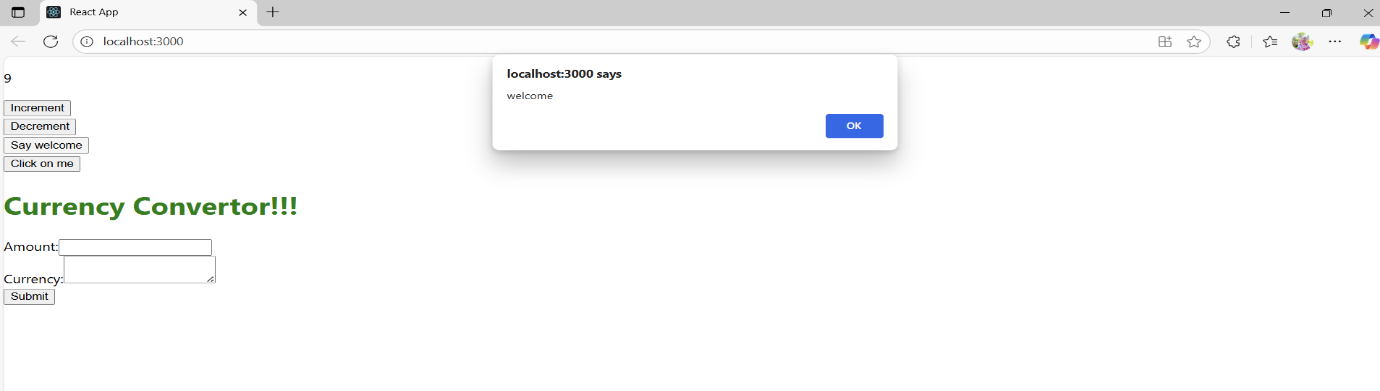 React App
localhost:3000
localhost:3000 says
welcome
OK
9
Increment
Decrement
Say welcome
Click on me
Currency Convertor!!!
Amount:
Currency:
Submit